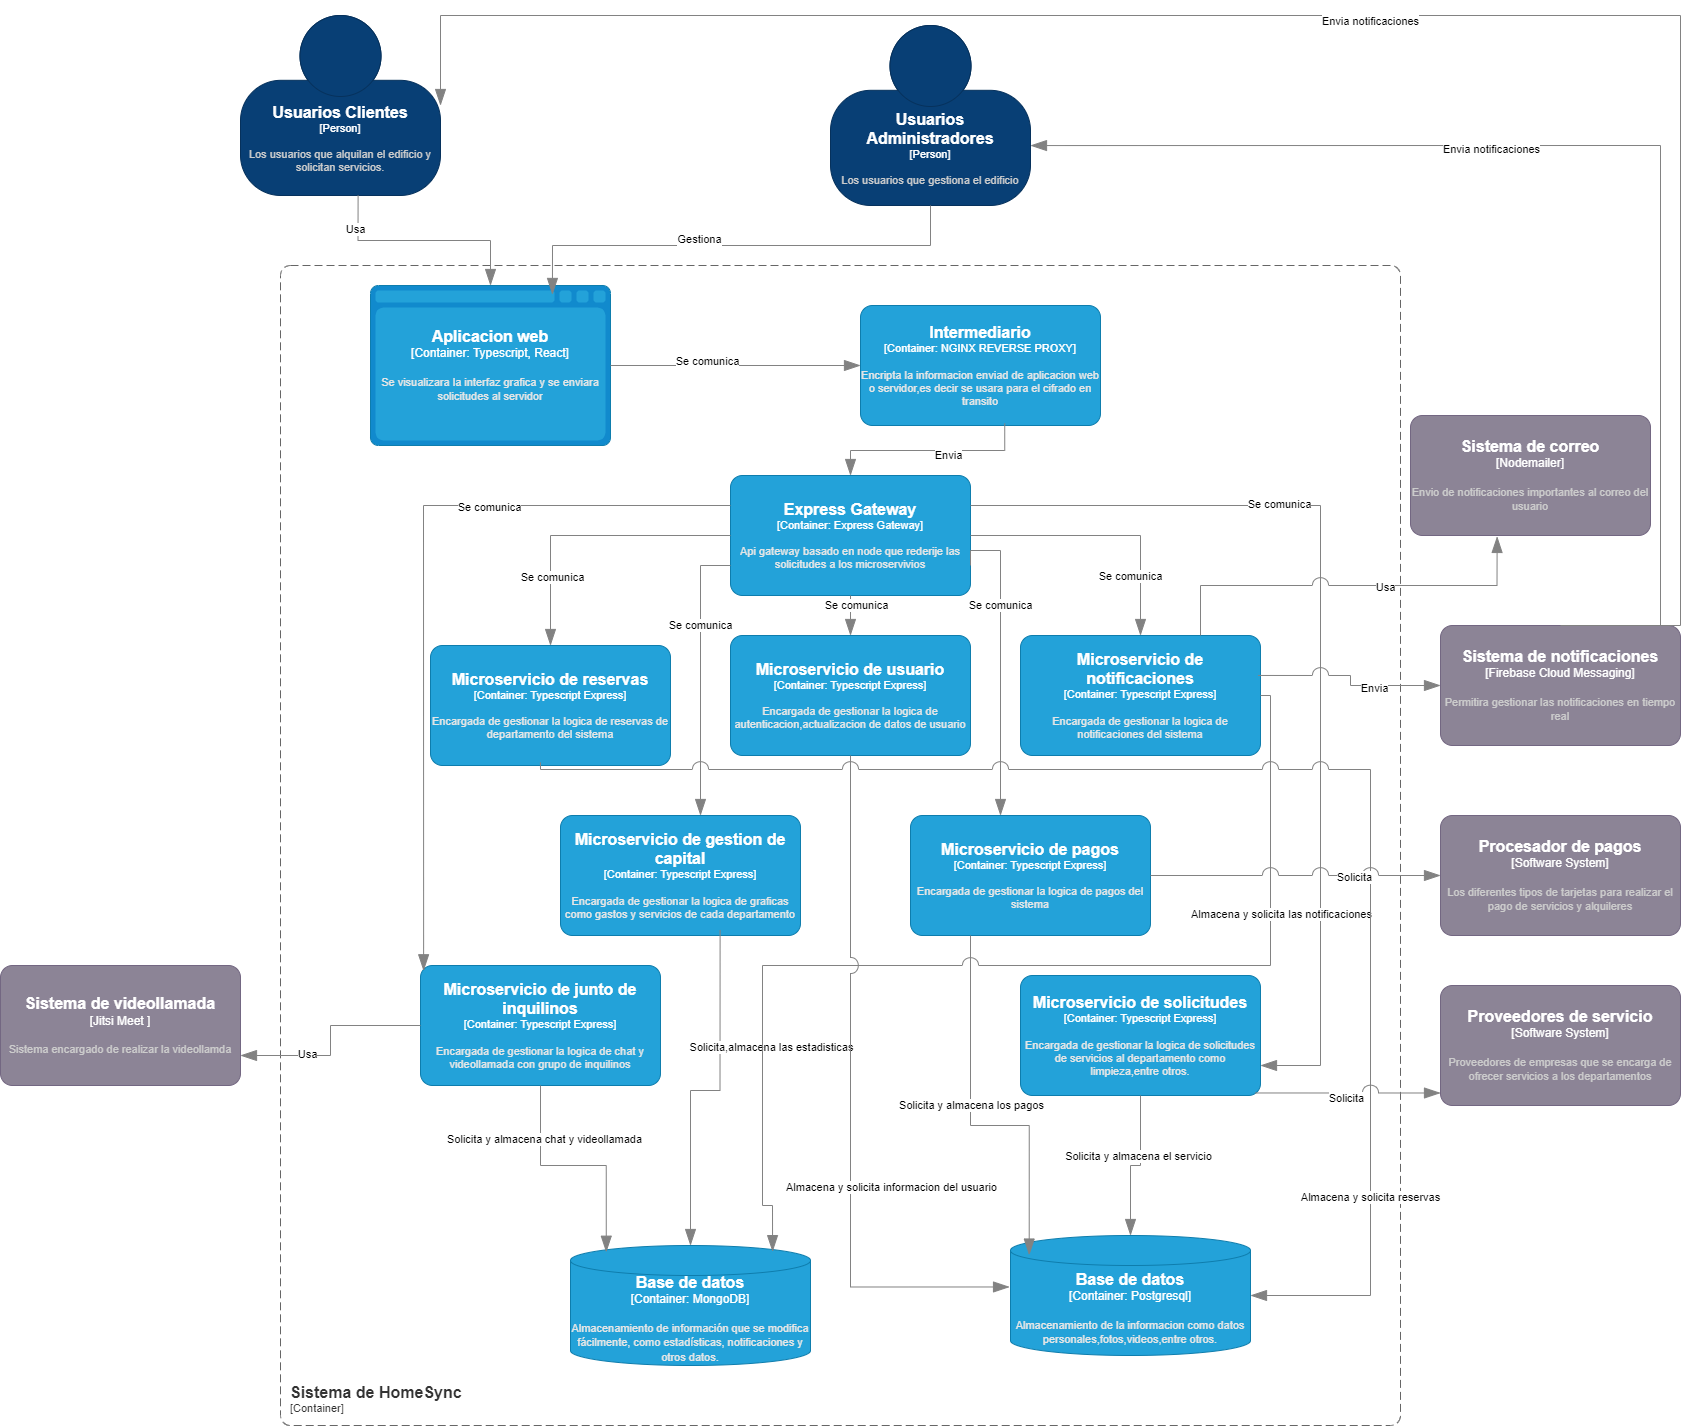 Envia notificaciones
Usuarios Clientes
[Person]
Los usuarios que alquilan el edificio y
solicitan servicios.
Usuarios
Administradores
[Person]
Los usuarios que gestiona el edificio
Envia notificaciones
Usa
Gestiona
Aplicacion web
[Container: Typescript, React]
Se visualizara la interfaz grafica y se enviara
solicitudes al servidor
Se comunica
Intermediario
[Container: NGINX REVERSE PROXY]
Encripta la informacion enviad de aplicacion web
o servidor,es decir se usara para el cifrado en
transito
Envia
Sistema de correo
[Nodemailer]
Envio de notificaciones importantes al correo del
usuario
Se comunica
Express Gateway
[Container: Express Gateway]
Api gateway basado en node que rederije las
solicitudes a los microservivios
Se comunica
Se comunica
Se comunica
Se comunica
Se comunica
Se comunica
Se comunica
Usa
Microservicio de reservas
[Container: Typescript Express]
Encargada de gestionar la logica de reservas de
departamento del sistema
Microservicio de usuario
[Container: Typescript Express]
Encargada de gestionar la logica de
autenticacion,actualizacion de datos de usuario
Microservicio de
notificaciones
[Container: Typescript Express]
Encargada de gestionar la logica de
notificaciones del sistema
Envia
Sistema de notificaciones
[Firebase Cloud Messaging]
Permitira gestionar las notificaciones en tiempo
real
Microservicio de gestion de
capital
[Container: Typescript Express]
Encargada de gestionar la logica de graficas
como gastos y servicios de cada departamento
Microservicio de pagos
[Container: Typescript Express]
Encargada de gestionar la logica de pagos del
sistema
Solicita
Procesador de pagos
[Software System]
Los diferentes tipos de tarjetas para realizar el
pago de servicios y alquileres
Almacena y solicita las notificaciones
Sistema de videollamada
[Jitsi Meet ]
Sistema encargado de realizar la videollamda
Usa
Microservicio de junto de
inquilinos
[Container: Typescript Express]
Encargada de gestionar la logica de chat y
videollamada con grupo de inquilinos
Solicita,almacena las estadisticas
Microservicio de solicitudes
[Container: Typescript Express]
Encargada de gestionar la logica de solicitudes
de servicios al departamento como
limpieza,entre otros.
Solicita
Proveedores de servicio
[Software System]
Proveedores de empresas que se encarga de
ofrecer servicios a los departamentos
Solicita y almacena los pagos
Solicita y almacena chat y videollamada
Solicita y almacena el servicio
Almacena y solicita informacion del usuario
Almacena y solicita reservas
Base de datos
[Container: MongoDB]
Almacenamiento de información que se modifica
fácilmente, como estadísticas, notificaciones y
otros datos.
Base de datos
[Container: Postgresql]
Almacenamiento de la informacion como datos
personales,fotos,videos,entre otros.
Sistema de HomeSync
[Container]